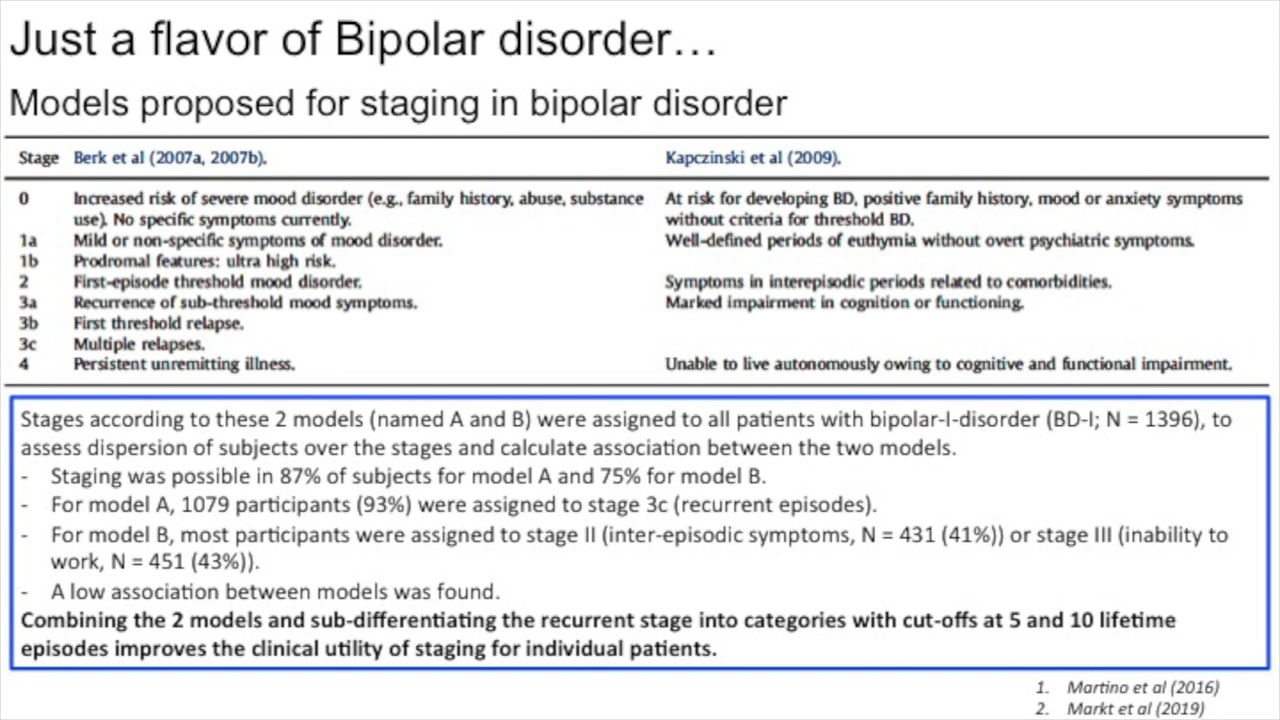 Just a flavor of Bipolar disorder...
Models proposed for staging in bipolar disorder
Stage Berk et al (2007a, 2007b). Kapczinski et al (2009).
0 Increased risk of severe mood disorder (e.g., family history, abuse, substance At risk for developing BD, positive family history, mood or anxiety symptoms
use). No specific symptoms currently. without criteria for threshold BD.
1a Mild or non-specific symptoms of mood disorder. Well-defined periods of euthymia without overt psychiatric symptoms.
1b Prodromal features: ultra high risk.
2 First-episode threshold mood disorder. Symptoms in interepisodic periods related to comorbidities.
3a Recurrence of sub-threshold mood symptoms. Marked impairment in cognition or functioning.
3b First threshold relapse.
3c Multiple relapses.
4 Persistent unremitting illness. Unable to live autonomously owing to cognitive and functional impairment.
Stages according to these 2 models (named A and B) were assigned to all patients with bipolar-I-disorder (BD-I; N = 1396), to
assess dispersion of subjects over the stages and calculate association between the two models.
- Staging was possible in 87% of subjects for model A and 75% for model B.
- For model A, 1079 participants (93%) were assigned to stage 3c (recurrent episodes).
- For model B, most participants were assigned to stage II (inter-episodic symptoms, N = 431 (41%)) or stage III (inability to
work, N = 451 (43%)).
- A low association between models was found.
Combining the 2 models and sub-differentiating the recurrent stage into categories with cut-offs at 5 and 10 lifetime
episodes improves the clinical utility of staging for individual patients.
1. Martino et al (2016)
2. Markt et al (2019)